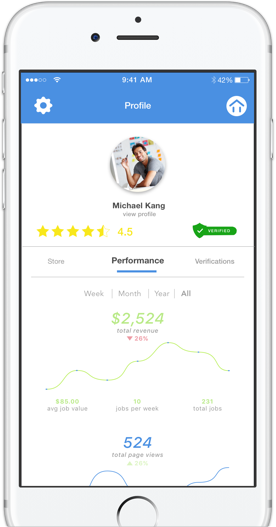 9:41 AM
42%
Profile
Michael Kang
view profile
4.5
VERIFIED
Store
Performance
Verifications
Week
Month
Year
All
$2,524
total revenue
26%
$65.00
avg job value
10
jobs per week
231
total jobs
524
total page views
24%